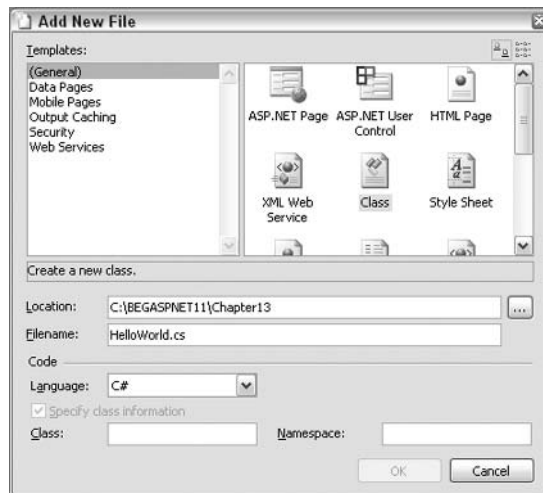 Add New File
Templates:
(General)
Data Pages
Mobile Pages
Output Caching
Security
Web Services
ASP.NET Page
ASP.NET User
Control
HTML Page
XML Web
Service
Class
Style Sheet
Create a new class.
Location:
C:\BEGASPNET11\Chapter13
...
Filename:
HelloWorld.cs
Code
Language:
C#
Specify class information
Class:
Namespace:
OK
Cancel